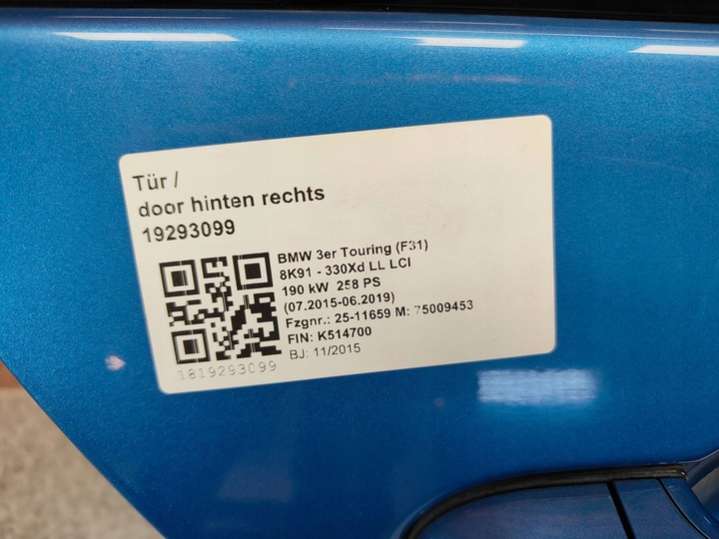 Tür /
door hinten rechts
19293099
BMW 3er Touring (F31)
8K91 - 330Xd LL LCI
190 kW 258 PS
(07.2015-06.2019)
Fzgnr.: 25-11659 M: 75009453
FIN: K514700
BJ: 11/2015
1819293099